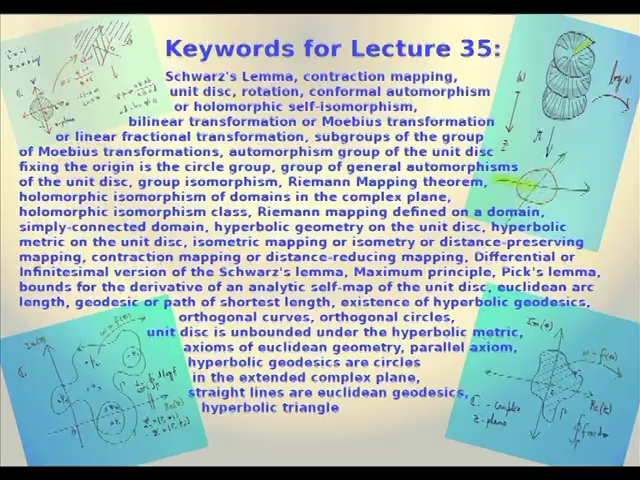 Keywords for Lecture 35:
Schwarz's Lemma, contraction mapping,
unit disc, rotation, conformal automorphism
or holomorphic self-isomorphism,
bilinear transformation or Moebius transformation
or linear fractional transformation, subgroups of the group
of Moebius transformations, automorphism group of the unit disc
fixing the origin is the circle group, group of general automorphisms
of the unit disc, group isomorphism, Riemann Mapping theorem,
holomorphic isomorphism of domains in the complex plane,
holomorphic isomorphism class, Riemann mapping defined on a domain,
simply-connected domain, hyperbolic geometry on the unit disc, hyperbolic
metric on the unit disc, isometric mapping or isometry or distance-preserving
mapping, contraction mapping or distance-reducing mapping, Differential or
Infinitesimal version of the Schwarz's lemma, Maximum principle, Pick's lemma,
bounds for the derivative of an analytic self-map of the unit disc, euclidean arc
length, geodesic or path of shortest length, existence of hyperbolic geodesics,
orthogonal curves, orthogonal circles,
unit disc is unbounded under the hyperbolic metric,
axioms of euclidean geometry, parallel axiom,
hyperbolic geodesics are circles
in the extended complex plane,
straight lines are euclidean geodesics,
hyperbolic triangle
log z
Im(z)
Re(z)
w = f(z)
z-plane